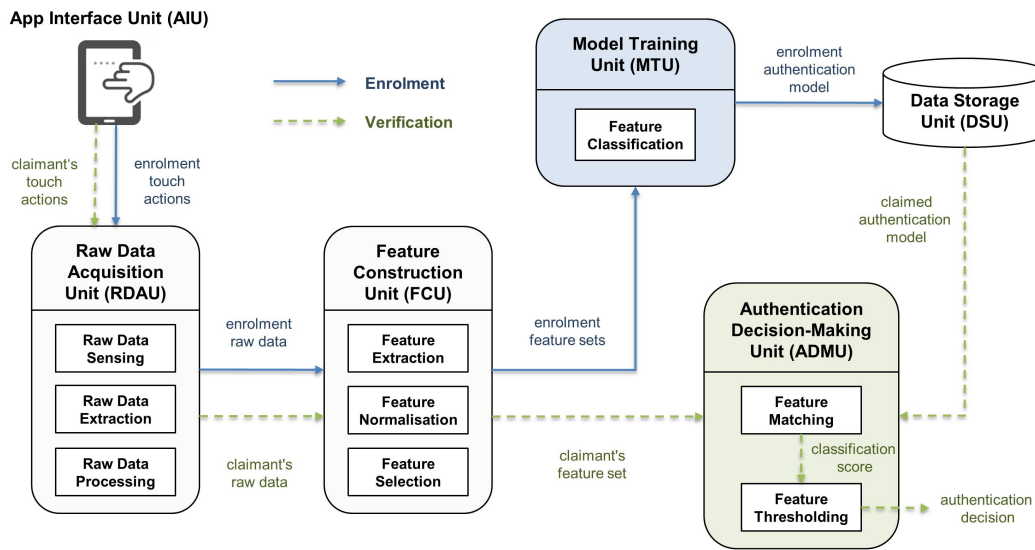 App Interface Unit (AIU)
Enrolment
Verification
claimant's
touch
actions
enrolment
touch
actions
Raw Data
Acquisition
Unit (RDAU)
Raw Data
Sensing
Raw Data
Extraction
Raw Data
Processing
enrolment
raw data
claimant's
raw data
Feature
Construction
Unit (FCU)
Feature
Extraction
Feature
Normalisation
Feature
Selection
enrolment
feature sets
claimant's
feature set
Model Training
Unit (MTU)
Feature
Classification
enrolment
authentication
model
Data Storage
Unit (DSU)
claimed
authentication
model
Authentication
Decision-Making
Unit (ADMU)
Feature
Matching
classification
score
Feature
Thresholding
authentication
decision